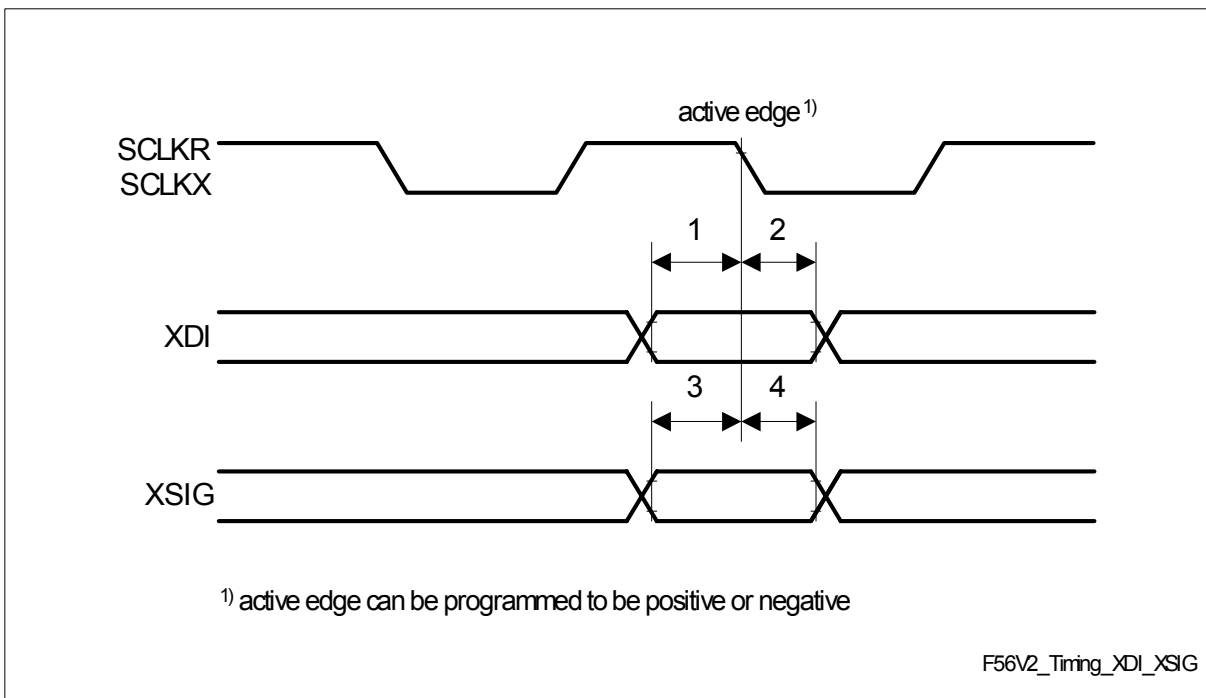 active edge 1)
SCLKR
SCLKX
1 2
XDI
3 4
XSIG
1) active edge can be programmed to be positive or negative
F56V2_Timing_XDI_XSIG